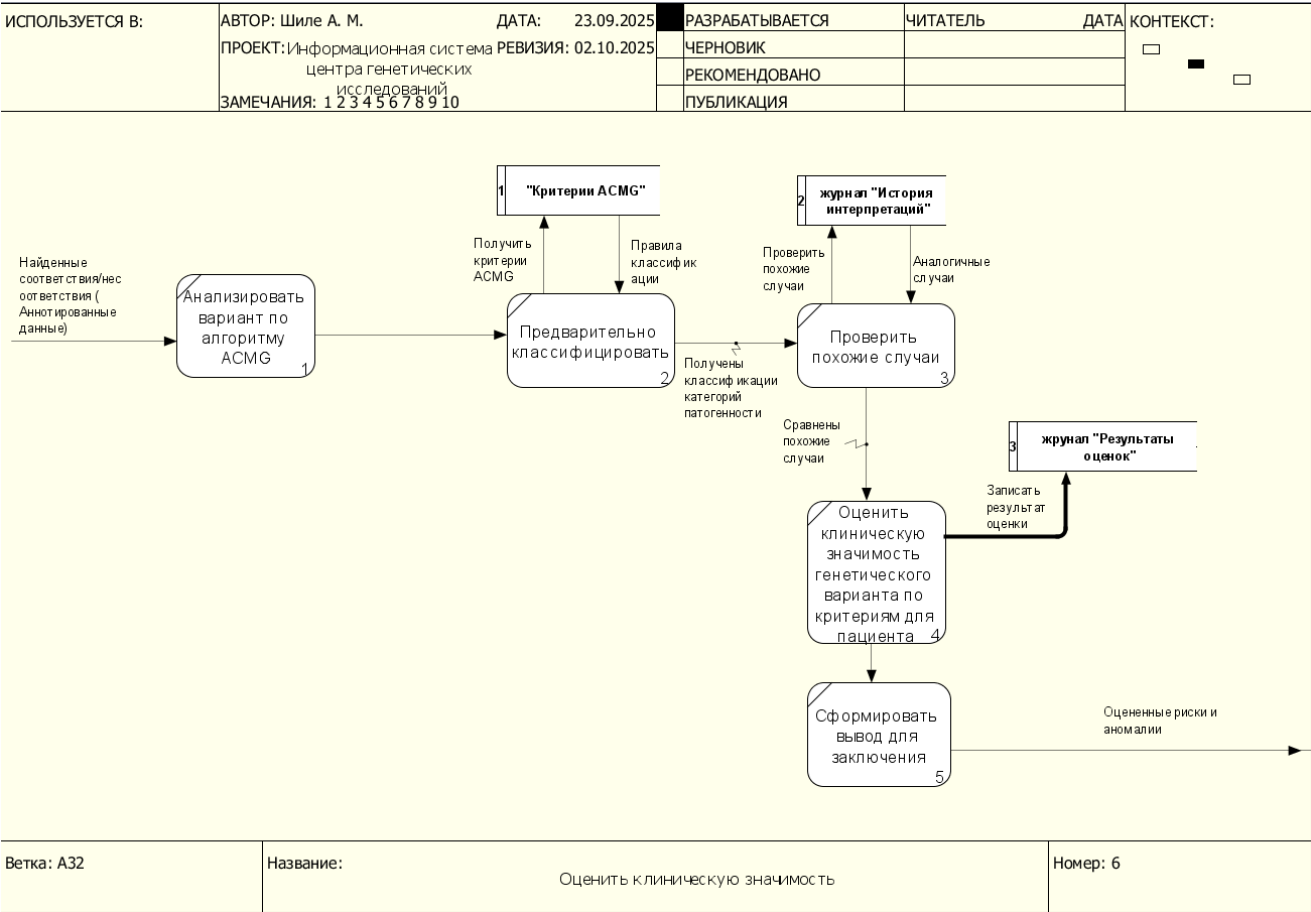 ИСПОЛЬЗУЕТСЯ В:
АВТОР: Шиле А. М.
ДАТА: 23.09.2025
РАЗРАБАТЫВАЕТСЯ
ЧИТАТЕЛЬ
ДАТА
КОНТЕКСТ:
ПРОЕКТ: Информационная система
центра генетических
исследований
РЕВИЗИЯ: 02.10.2025
ЧЕРНОВИК
РЕКОМЕНДОВАНО
ЗАМЕЧАНИЯ: 1 2 3 4 5 6 7 8 9 10
ПУБЛИКАЦИЯ
1
"Критерии ACMG"
2
журнал "История
интерпретаций"
Получить
критерии
ACMG
Правила
классифик
ации
Проверить
похожие
случаи
Аналогичные
случаи
Найденные
соответствия/нес
оответствия (
Аннотированные
данные)
Анализировать
вариант по
алгоритму
ACMG
1
Предварительно
классифицировать
2
Проверить
похожие случаи
3
Получены
классификации
категорий
патогенности
Сравнены
похожие
случаи
3
жрунал "Результаты
оценок"
Записать
результат
оценки
Оценить
клиническую
значимость
генетического
варианта по
критериям для
пациента
4
Сформировать
вывод для
заключения
5
Оцененные риски и
аномалии
Ветка: A32
Название:
Оценить клиническую значимость
Номер: 6